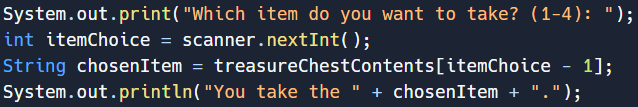 System.out.print("Which item do you want to take? (1-4): ");
int itemChoice = scanner.nextInt();
String chosenItem = treasureChestContents[itemChoice - 1];
System.out.println("You take the " + chosenItem + ".");